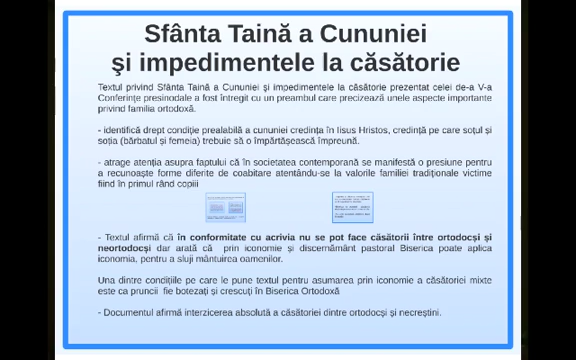 Sfânta Taină a Cununiei
şi impedimentele la căsătorie
Textul privind Sfânta Taină a Cununiei şi impedimentele la căsătorie prezentat celei de-a V-a
Conferinţe presinodale a fost întregit cu un preambul care precizează unele aspecte importante
privind familia ortodoxă.
- identifică drept condiţie prealabilă a cununiei credinţa în Iisus Hristos, credinţă pe care soţul şi
soţia (bărbatul şi femeia) trebuie să o împărtăşească împreună.
- atrage atenţia asupra faptului că în societatea contemporană se manifestă o presiune pentru
a recunoaşte forme diferite de coabitare atentându-se la valorile familiei tradiţionale victime
fiind în primul rând copiii
- Textul afirmă că în conformitate cu acrivia nu se pot face căsătorii între ortodocşi şi
neortodocşi dar arată că prin iconomie şi discernământ pastoral Biserica poate aplica
iconomia, pentru a sluji mântuirea oamenilor.
Una dintre condiţiile pe care le pune textul pentru asumarea prin iconomie a căsătoriei mixte
este ca pruncii fie botezaţi şi crescuţi în Biserica Ortodoxă
- Documentul afirmă interzicerea absolută a căsătoriei dintre ortodocşi şi necreştini.